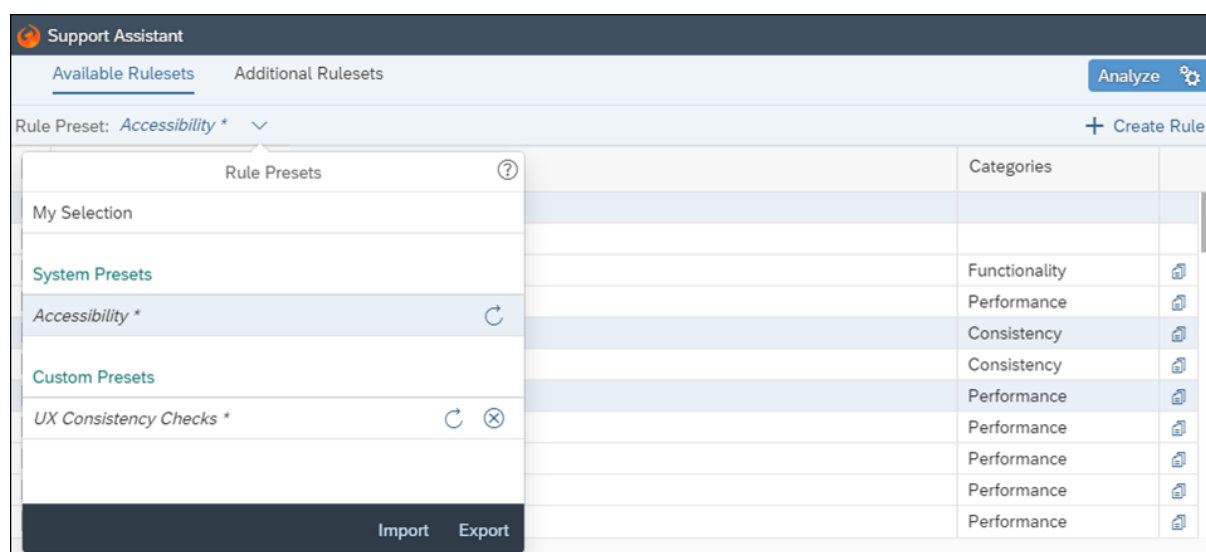 Support Assistant
Available Rulesets Additional Rulesets Analyze
Rule Preset: Accessibility * + Create Rule
Rule Presets
Categories
My Selection
System Presets
Functionality
Accessibility *
Performance
Consistency
Consistency
Custom Presets
Performance
UX Consistency Checks *
Performance
Performance
Performance
Performance
Import Export